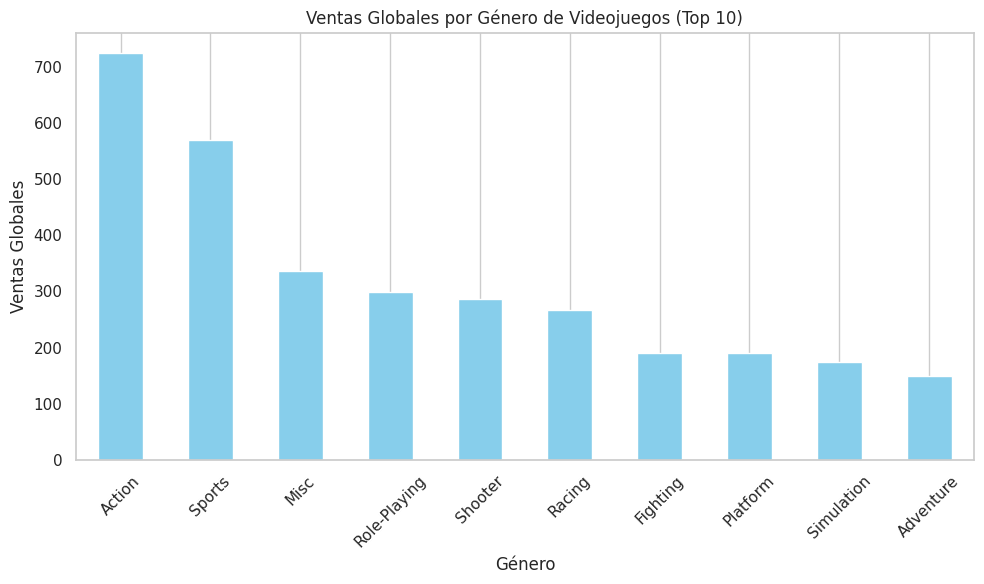 Ventas Globales por Género de Videojuegos (Top 10)
Ventas Globales
700
600
500
400
300
200
100
0
Action
Sports
Misc
Role-Playing
Shooter
Racing
Fighting
Platform
Simulation
Adventure
Género